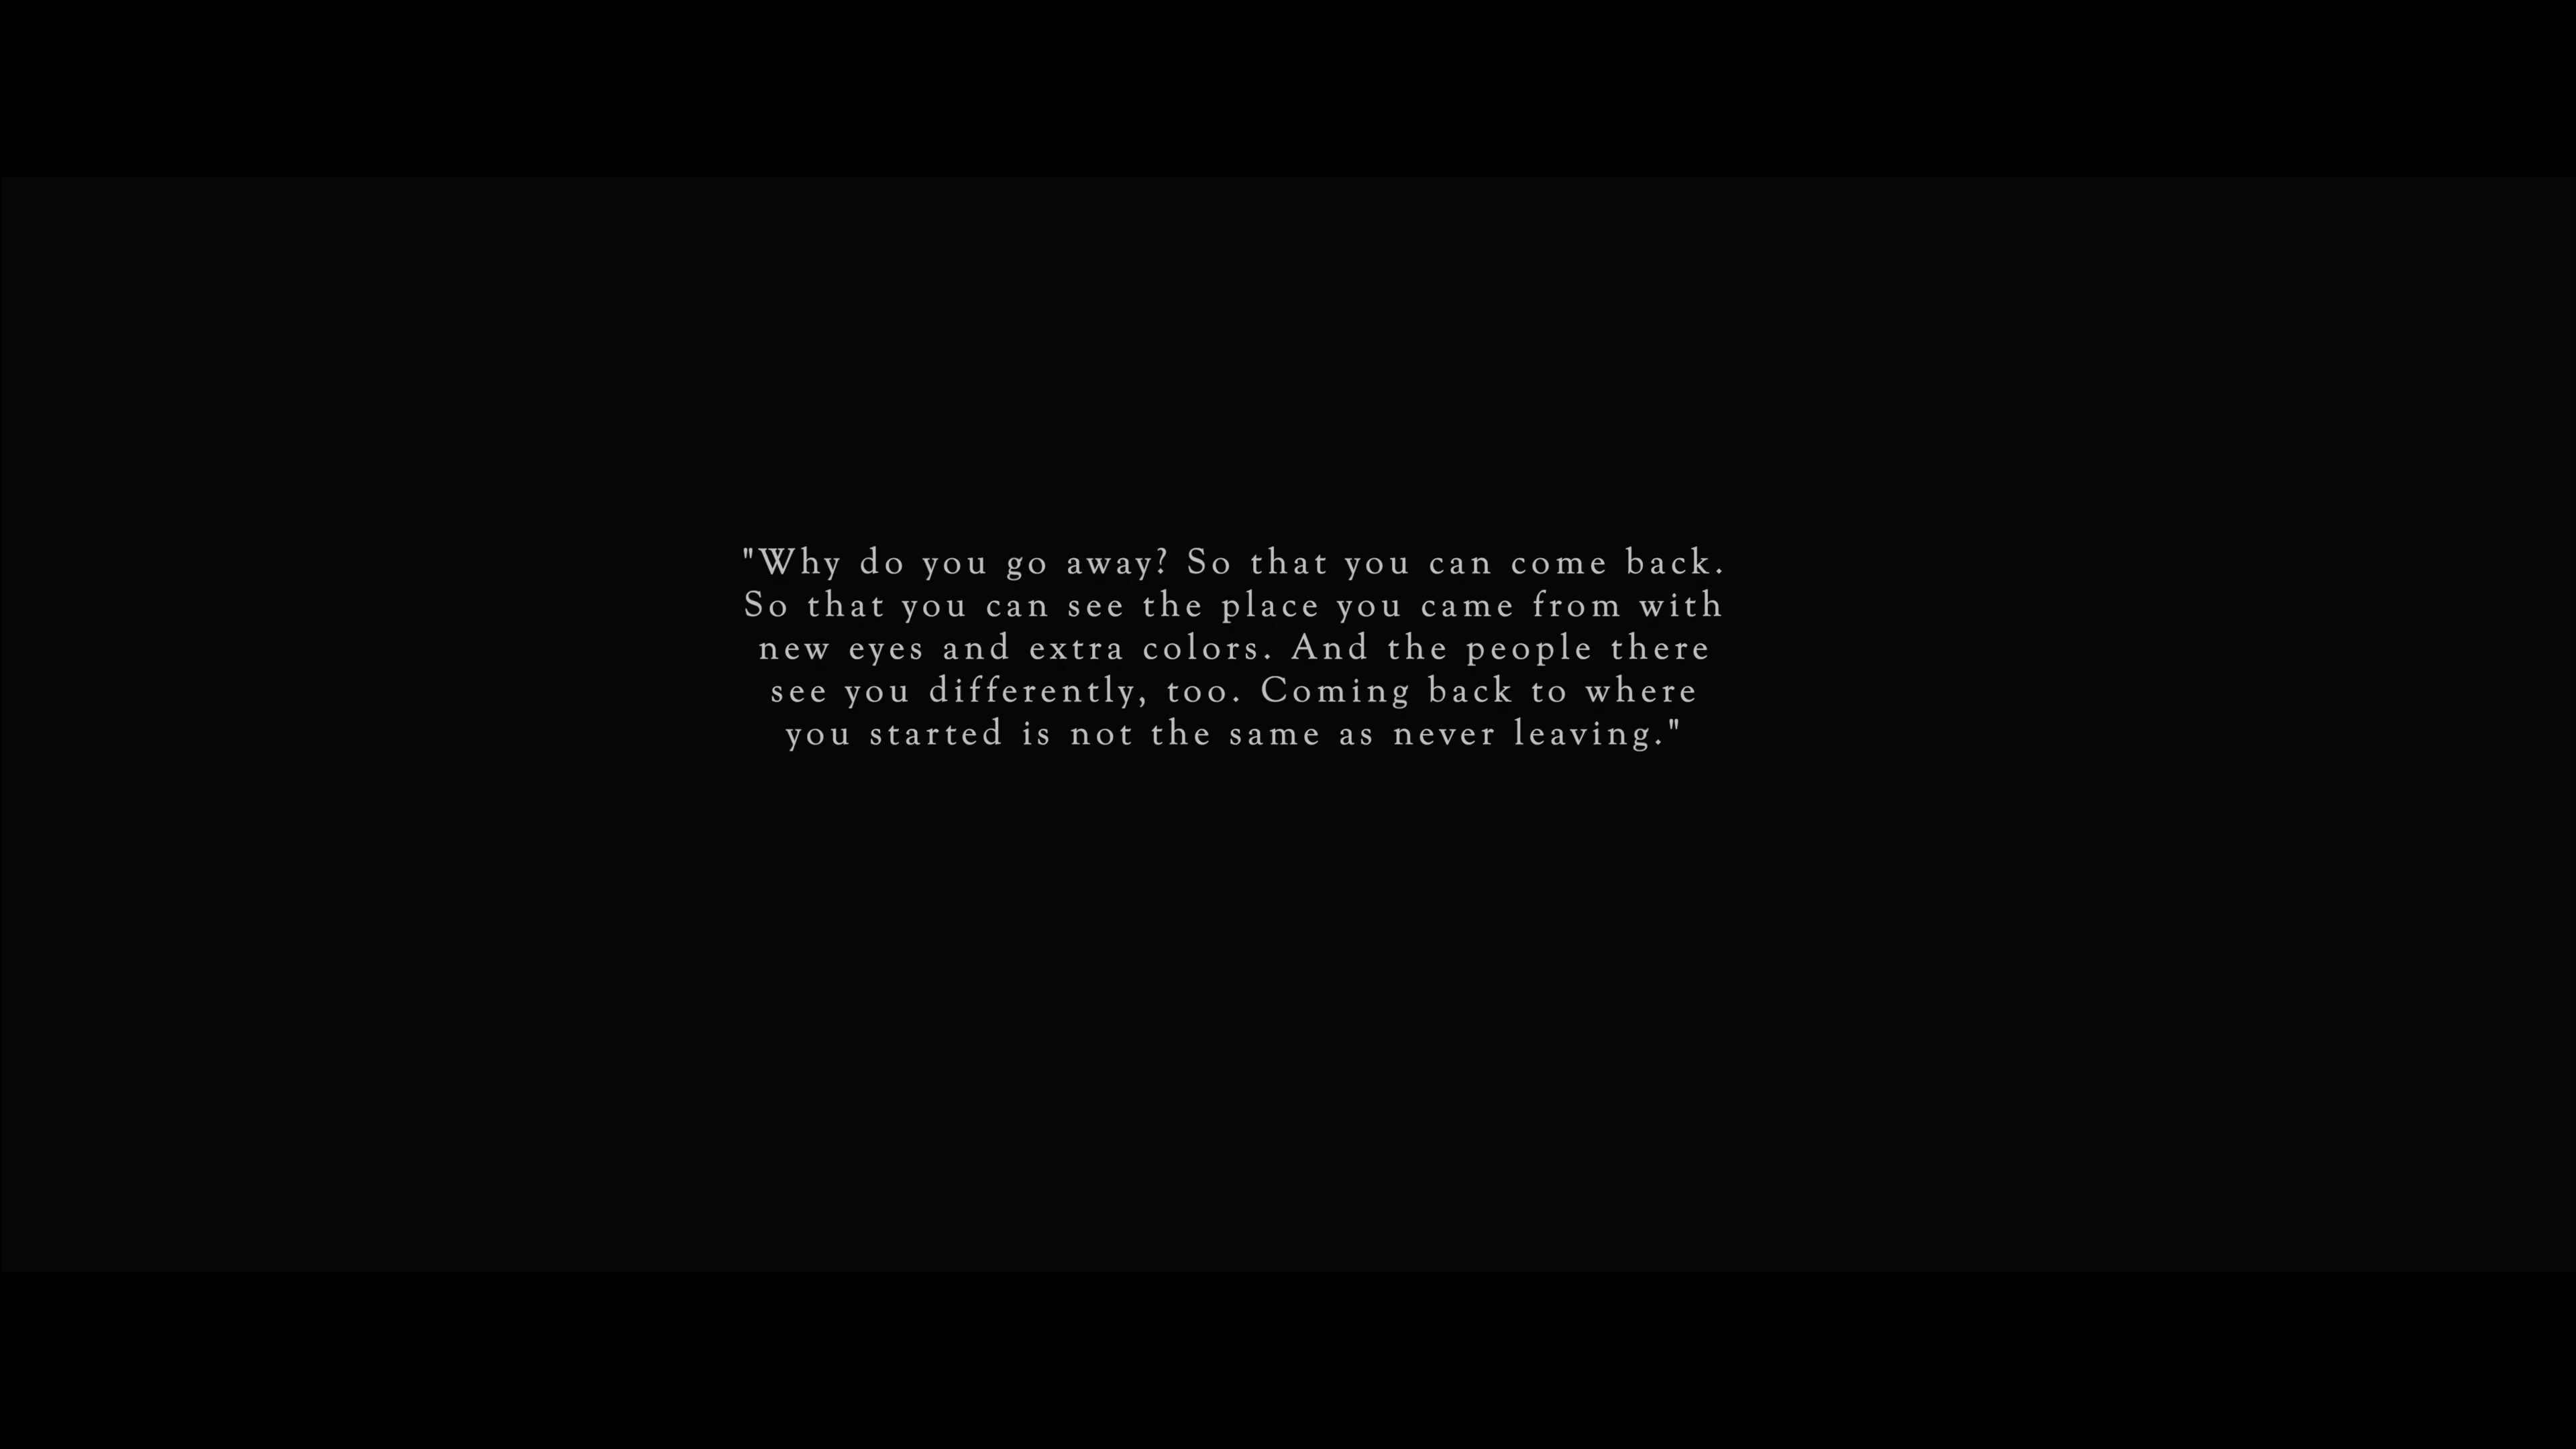 "Why do you go away? So that you can come back.
So that you can see the place you came from with
new eyes and extra colors. And the people there
see you differently, too. Coming back to where
you started is not the same as never leaving."